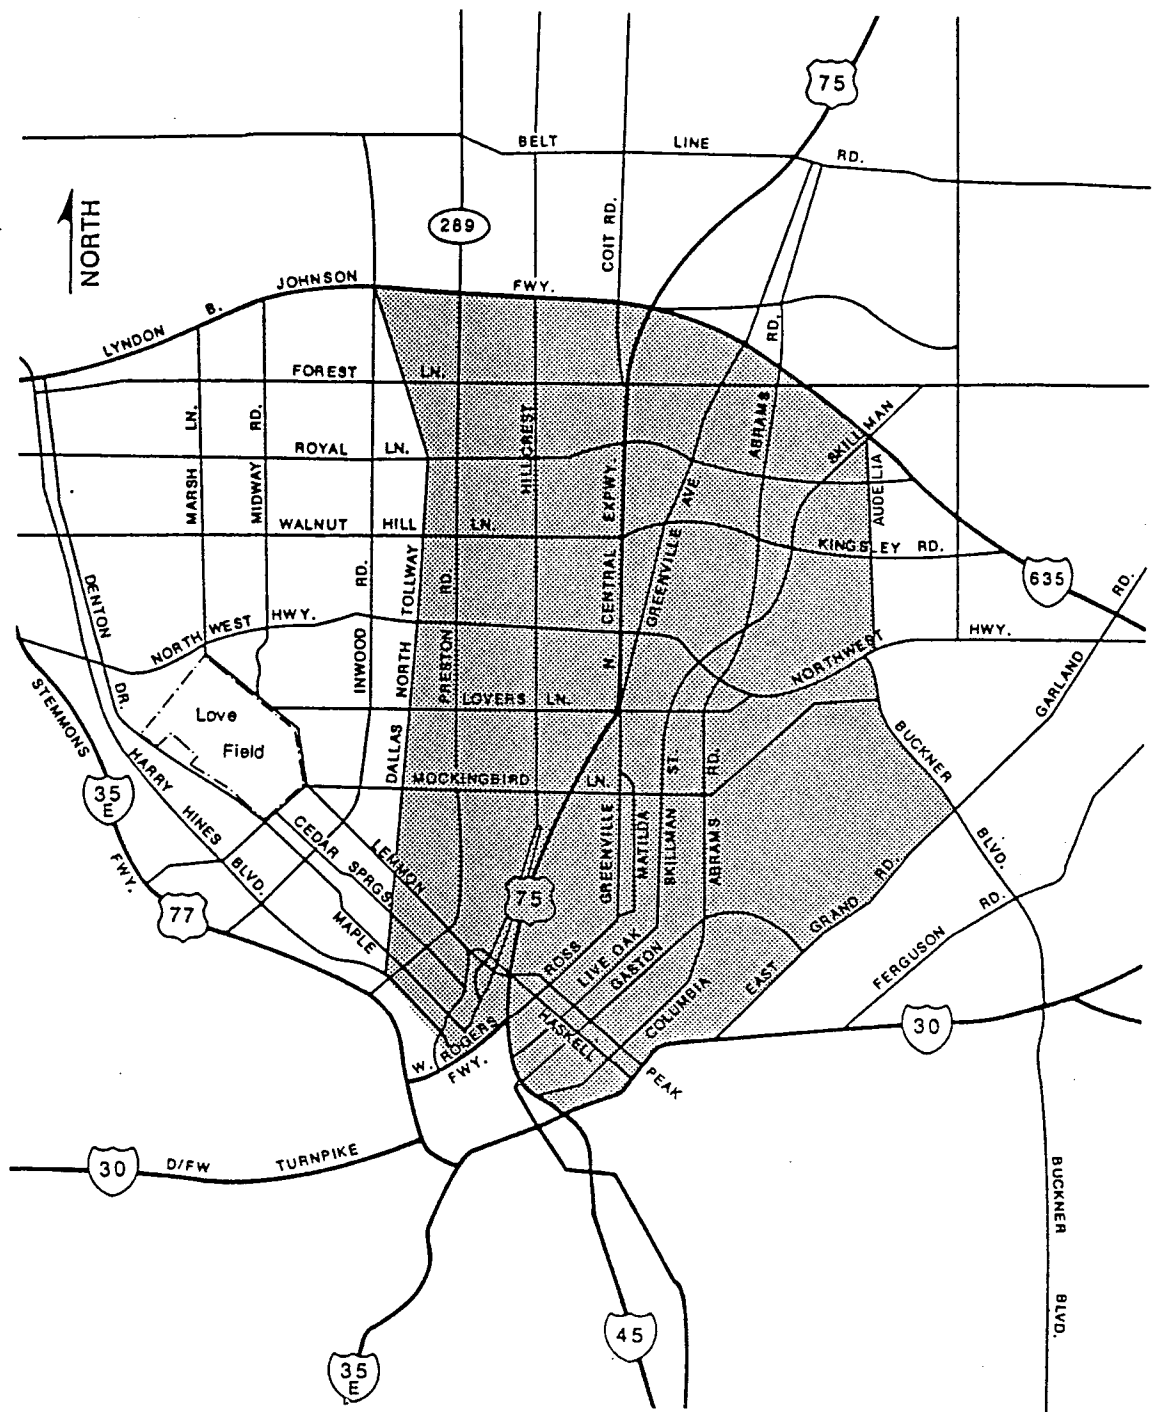 75
BELT LINE RD.
NORTH
289
COIT RD.
LYNDON B. JOHNSON FWY.
RD.
FOREST LN.
MARSH LN.
MIDWAY RD.
HILLCREST
ABRAMS
SKILLMAN
ROYAL LN.
N. CENTRAL EXPWY.
GREENVILLE AVE.
AUDELIA
WALNUT HILL LN.
KINGSLEY RD.
635
DENTON DR.
INWOOD RD.
DALLAS NORTH TOLLWAY
PRESTON RD.
NORTHWEST HWY.
NORTHWEST HWY.
GARLAND RD.
STEMMONS FWY.
LOVERS LN.
Love
Field
35
E
HARRY HINES BLVD.
MOCKINGBIRD LN.
BUCKNER BLVD.
GREENVILLE
MATILDA
SKILLMAN ST.
ABRAMS RD.
CEDAR SPRGS.
LEMMON
MAPLE
77
75
ROSS
LIVE OAK
GASTON
COLUMBIA
EAST GRAND RD.
FERGUSON RD.
30
HASKELL
PEAK
W. ROGERS FWY.
30
D/FW TURNPIKE
BUCKNER BLVD.
45
35
E